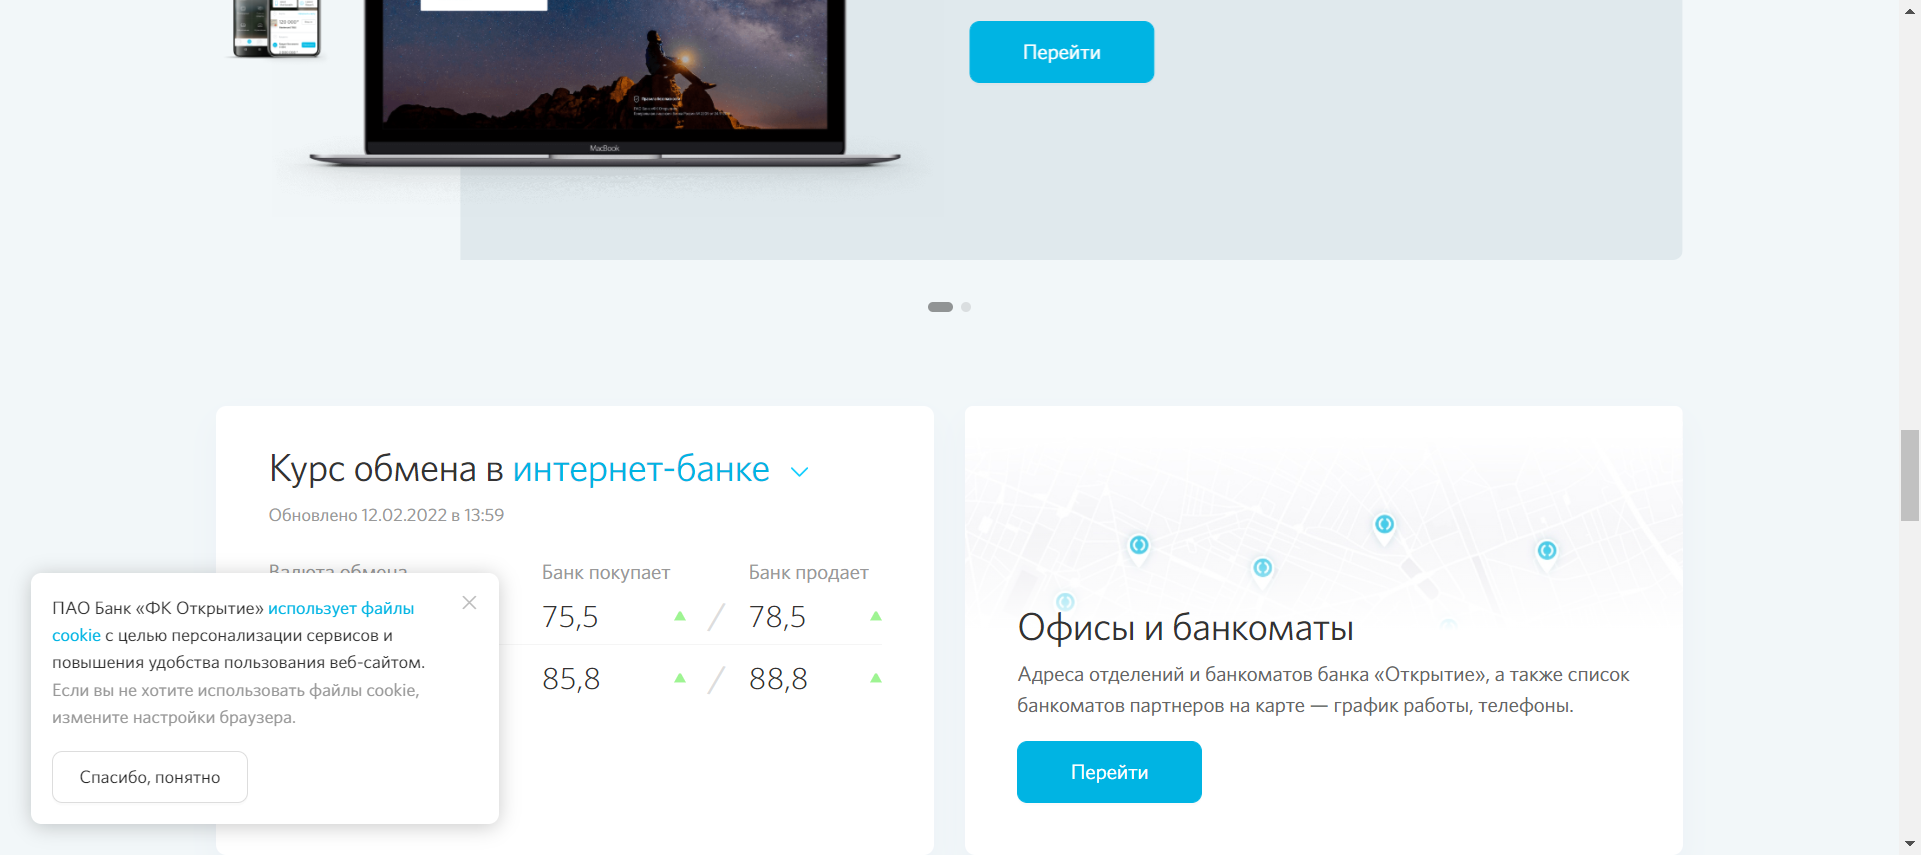 Перейти
MacBook
Курс обмена в интернет-банке
Обновлено 12.02.2022 в 13:59
Банк покупает Банк продает
75,5 / 78,5
85,8 / 88,8
ПАО Банк «ФК Открытие» использует файлы
cookie с целью персонализации сервисов и
повышения удобства пользования веб-сайтом.
Если вы не хотите использовать файлы cookie,
измените настройки браузера.
Спасибо, понятно
Офисы и банкоматы
Адреса отделений и банкоматов банка «Открытие», а также список
банкоматов партнеров на карте — график работы, телефоны.
Перейти